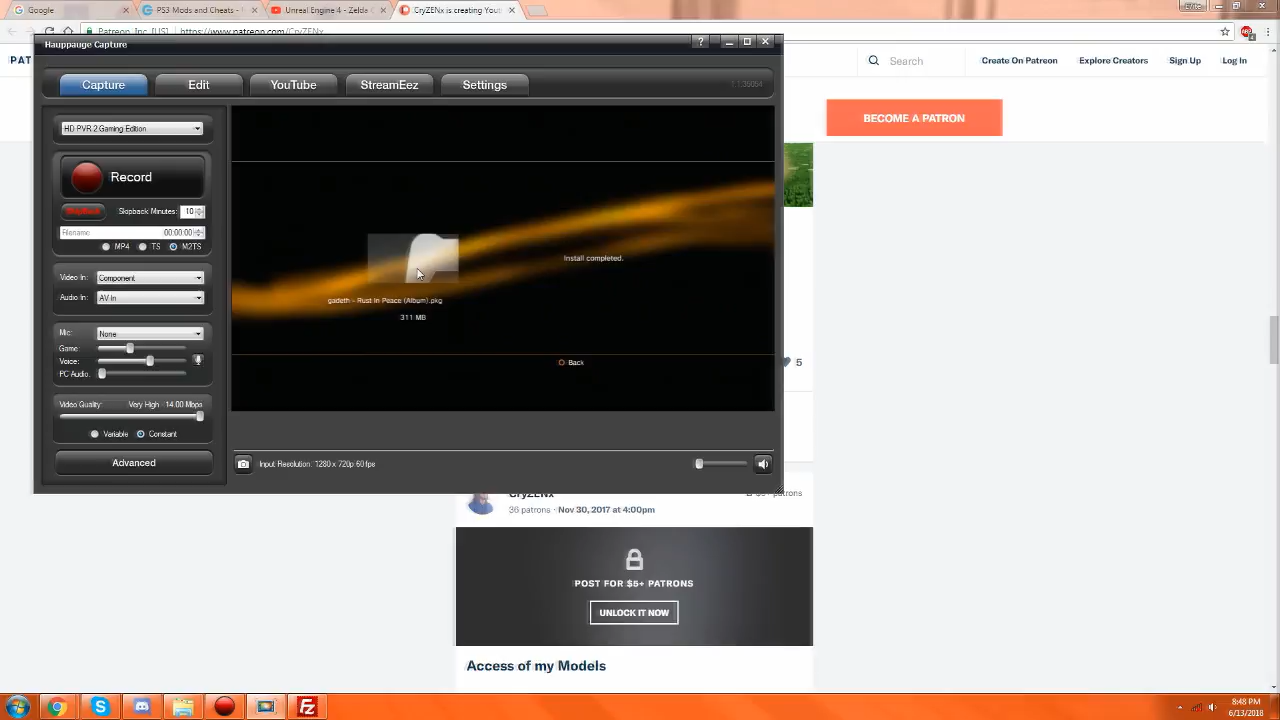 Google
PS3 Mods and Cheats -
Unreal Engine 4 - Zelda
CryZENx is creating Yout
Patreon, Inc. [US]
https://www.patreon.com/CryZENx
Hauppauge Capture
?
PAT
Search
Create On Patreon
Explore Creators
Sign Up
Log In
Capture
Edit
YouTube
StreamEez
Settings
BECOME A PATRON
HD PVR 2 Gaming Edition
Record
Skipback
Skipback Minutes:
10
Filename
00:00:00
MP4
TS
M2TS
Video In:
Component
Audio In:
AV-In
Mic:
None
Game:
Voice:
PC Audio:
Video Quality:
Very High
14.00 Mbps
Variable
Constant
Advanced
Install completed.
gadeth - Rust In Peace (Album).pkg
311 MB
Back
5
Input Resolution: 1280 x 720p 60 fps
CryZENx
patrons
36 patrons · Nov 30, 2017 at 4:00pm
POST FOR $5+ PATRONS
UNLOCK IT NOW
Access of my Models
8:48 PM
6/13/2018